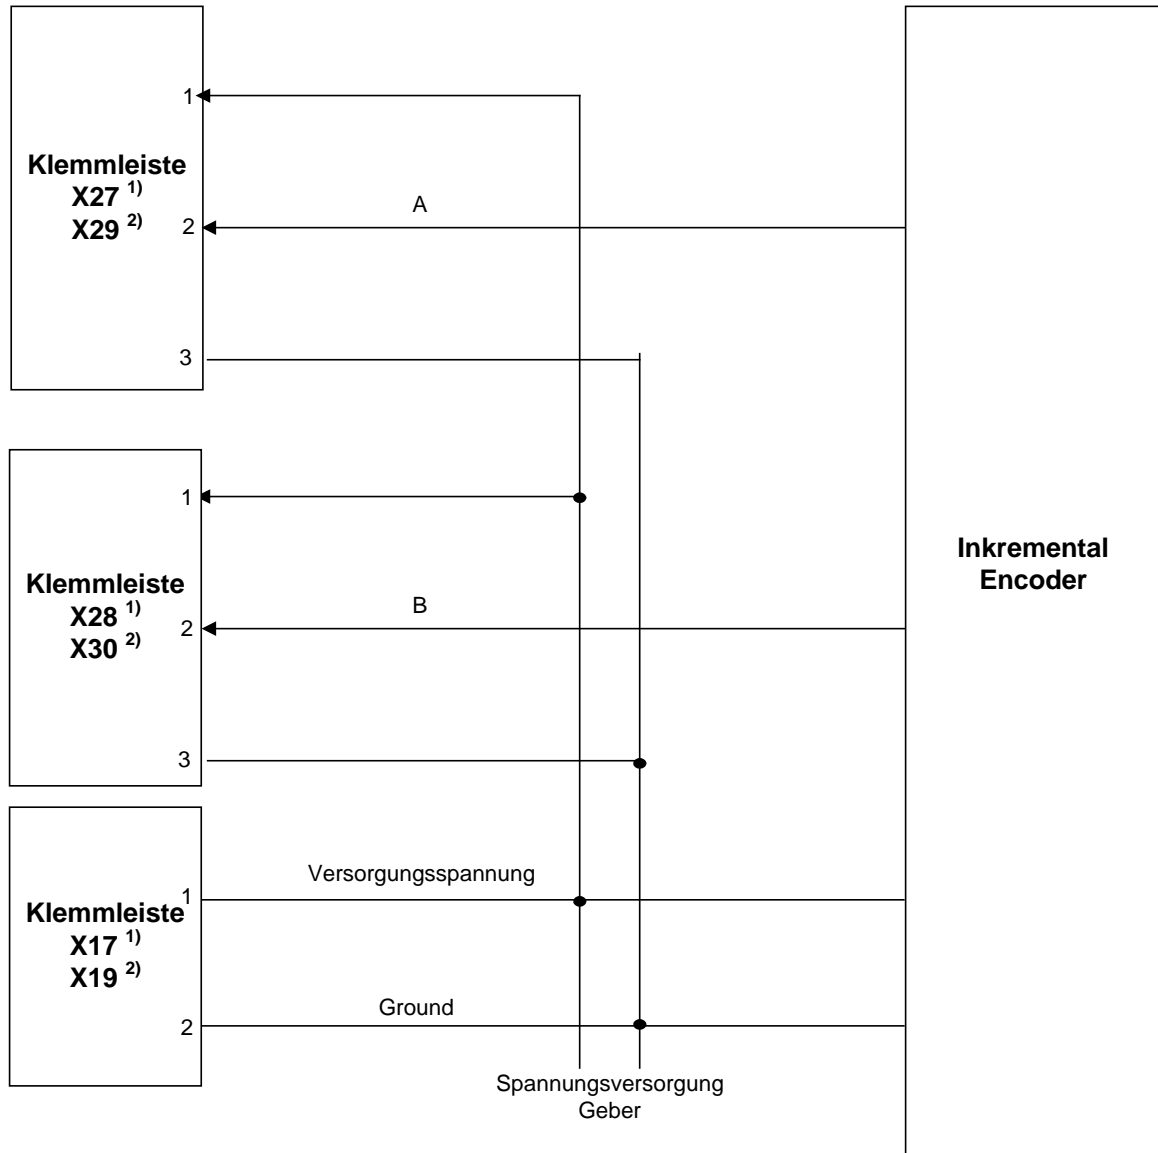 1
Klemmleiste
X27 1)
X29 2)
2
A
3
1
Klemmleiste
X28 1)
X30 2)
2
B
3
Inkremental
Encoder
1
Versorgungsspannung
Klemmleiste
X17 1)
X19 2)
2
Ground
Spannungsversorgung
Geber